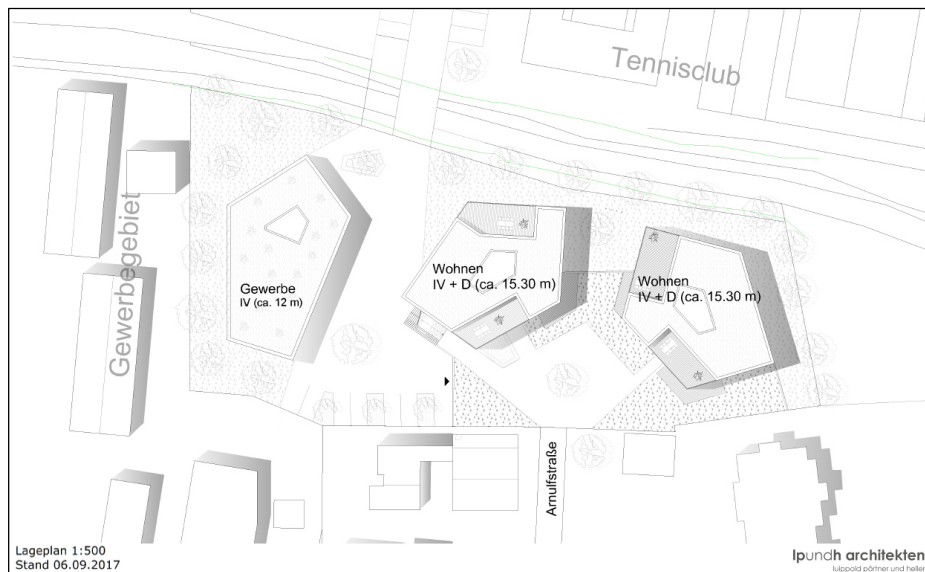 Tennisclub
Gewerbegebiet
Gewerbe
IV (ca. 12 m)
Wohnen
IV + D (ca. 15.30 m)
Wohnen
IV + D (ca. 15.30 m)
Arnulfstraße
Lageplan 1:500
Stand 06.09.2017
lpundh architekten
luippold pörtner und heller